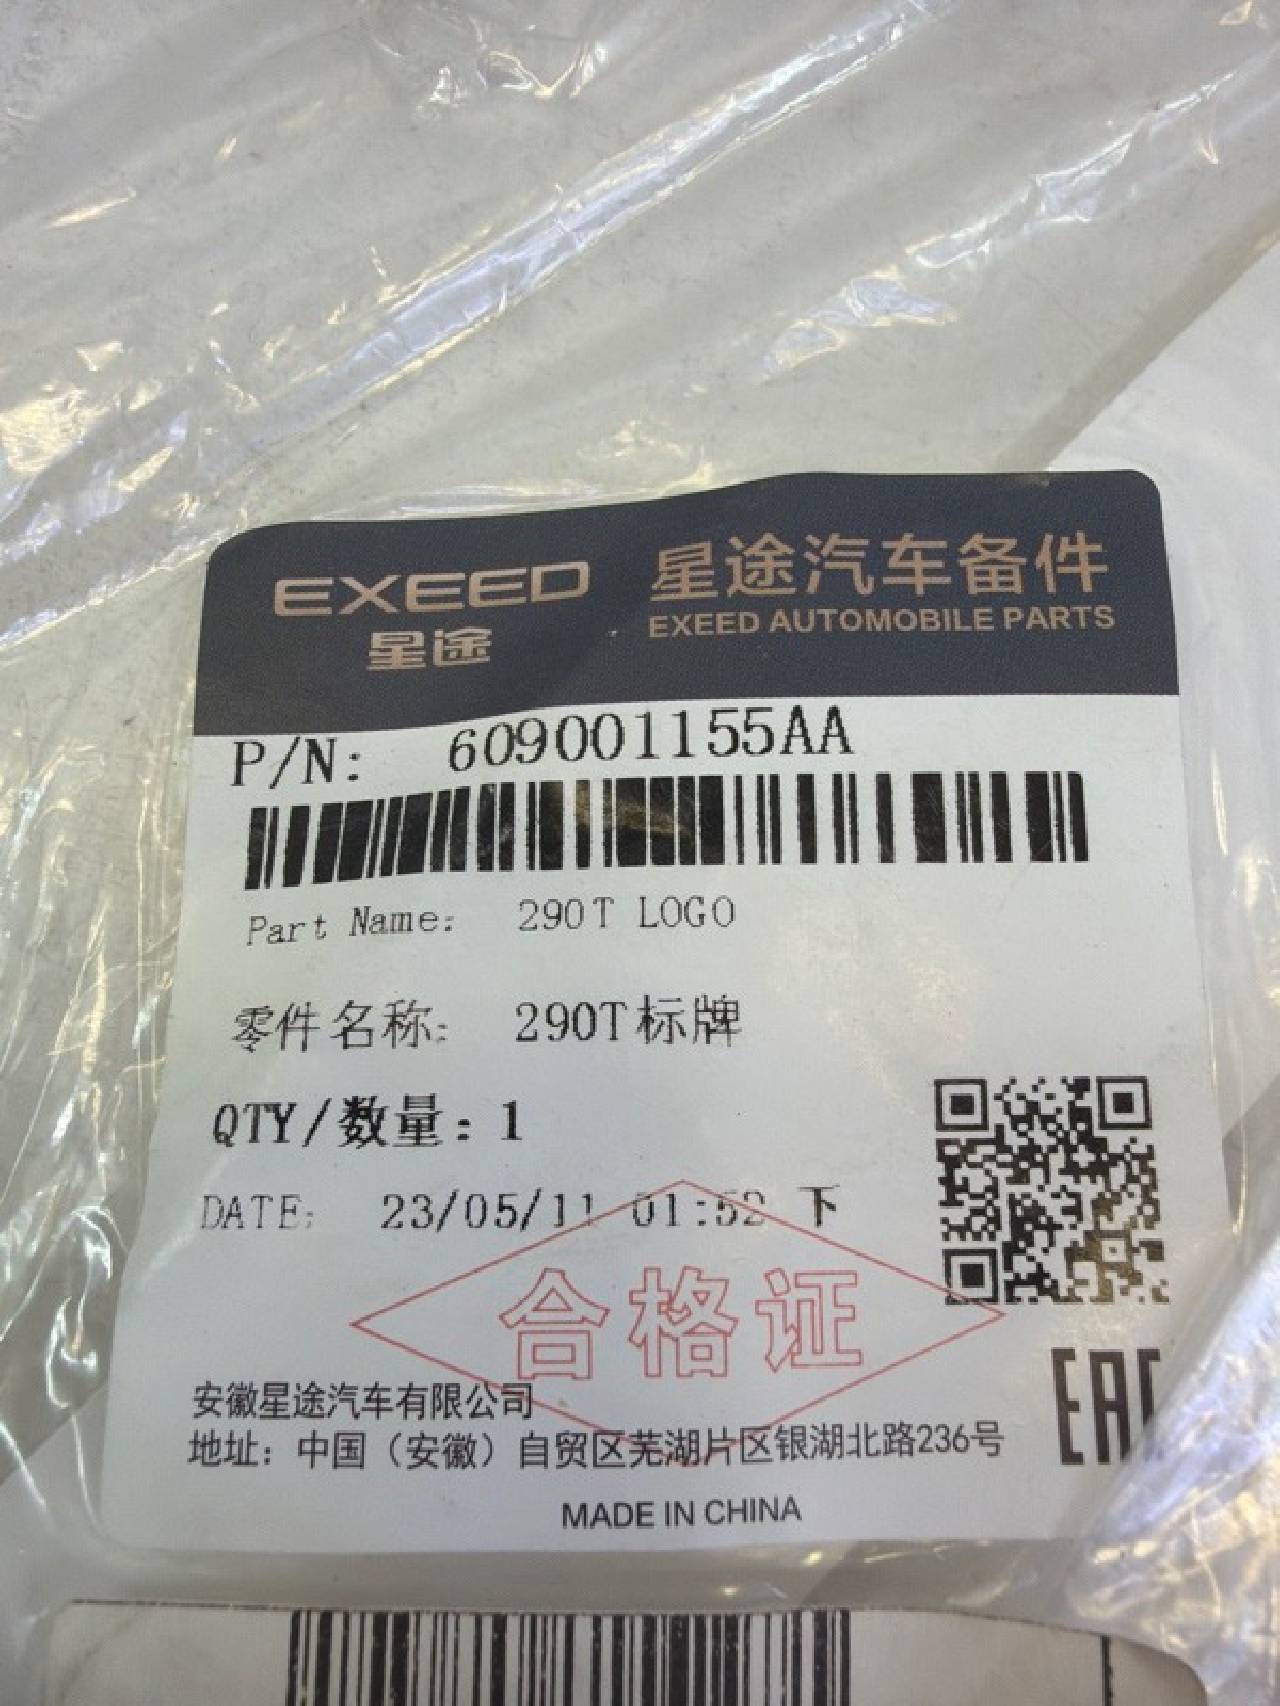 EXEED 星途汽车备件
星途 EXEED AUTOMOBILE PARTS
P/N: 609001155AA
Part Name: 290T LOGO
零件名称: 290T标牌
QTY/数量: 1
DATE: 23/05/11 01:52 下
合格证
安徽星途汽车有限公司
地址：中国（安徽）自贸区芜湖片区银湖北路236号
EAC
MADE IN CHINA